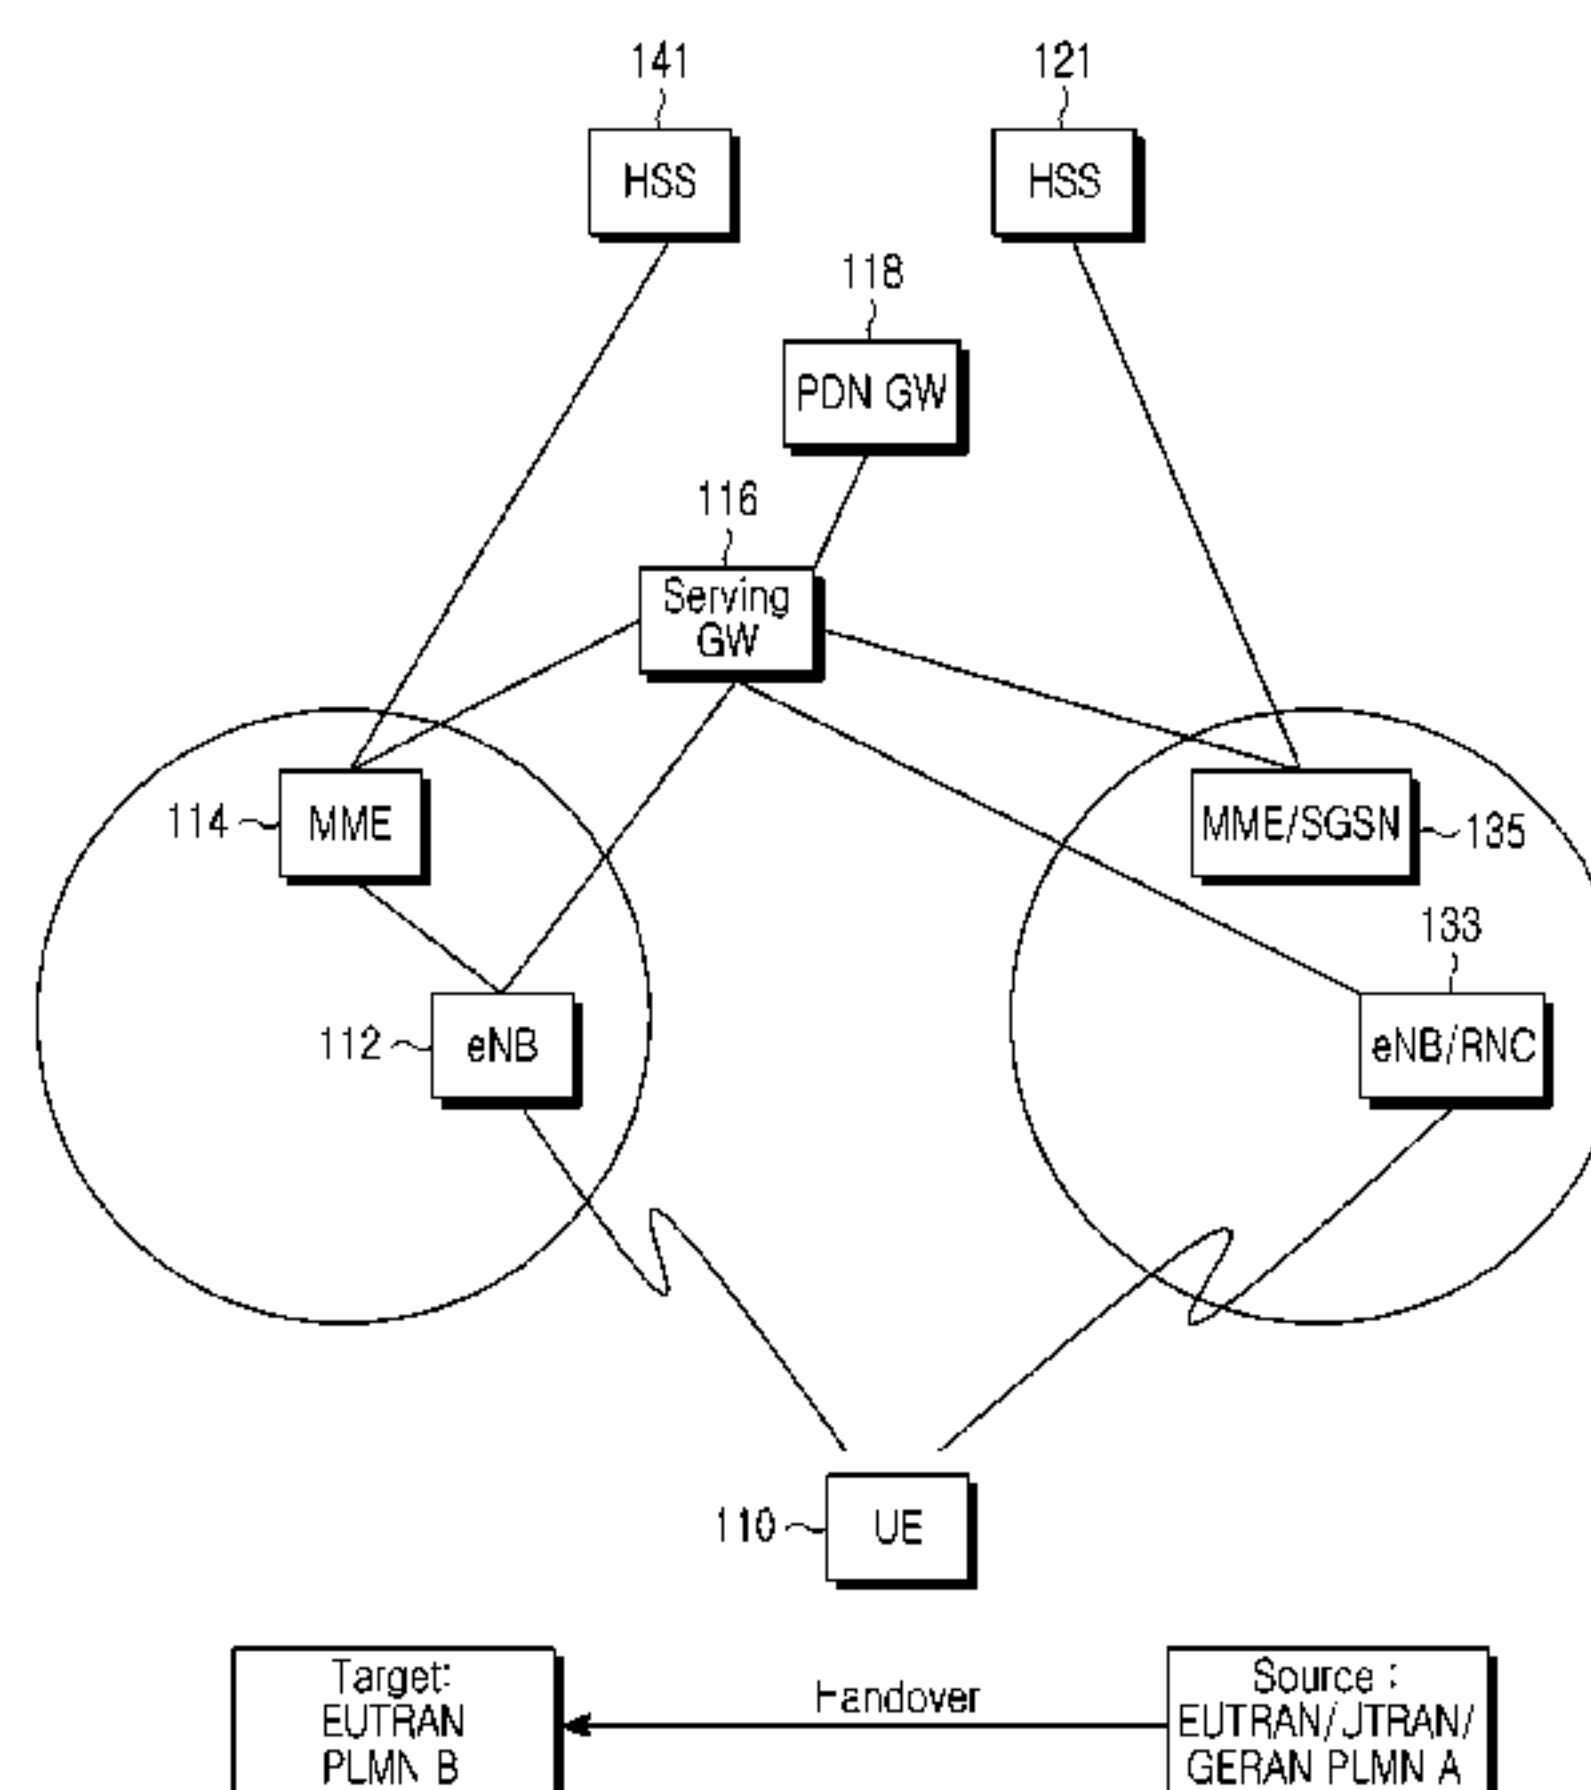 141
121
HSS
HSS
118
PDN GW
116
Serving
GW
114
MME
MME/SGSN
135
133
112
eNB
eNB/RNC
110
UE
Target:
EUTRAN
PLMN B
Handover
Source :
EUTRAN/UTRAN/
GERAN PLMN A